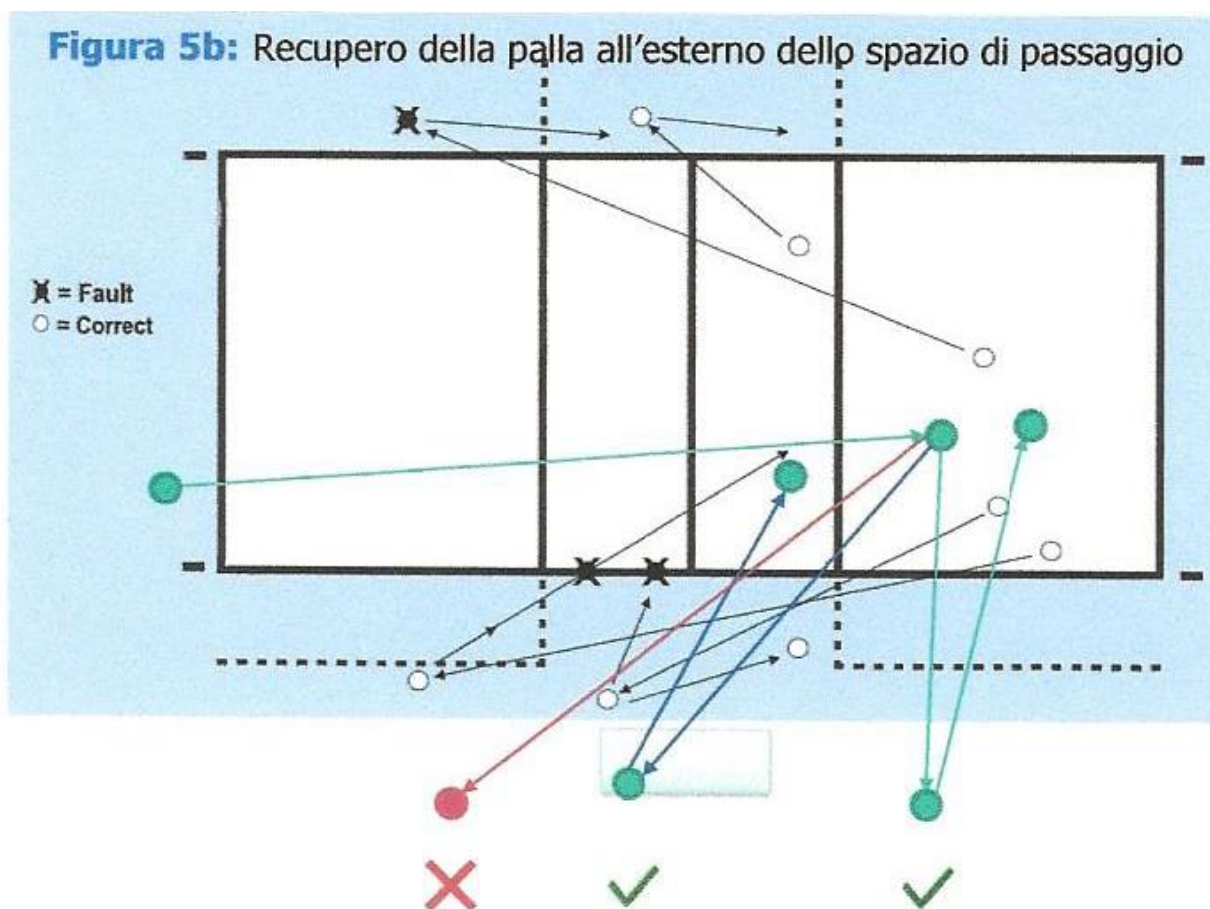 Figura 5b: Recupero della palla all'esterno dello spazio di passaggio
= Fault
= Correct